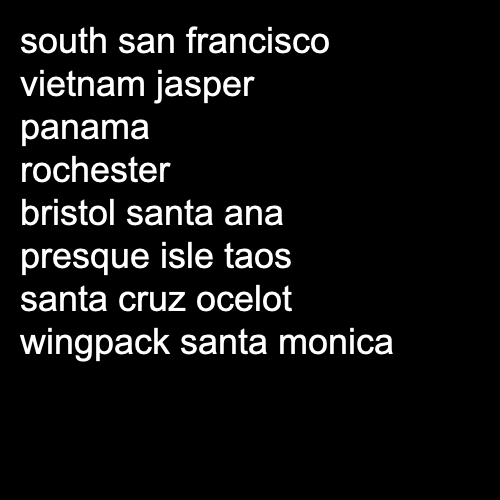 south san francisco
vietnam jasper
panama
rochester
bristol santa ana
presque isle taos
santa cruz ocelot
wingpack santa monica